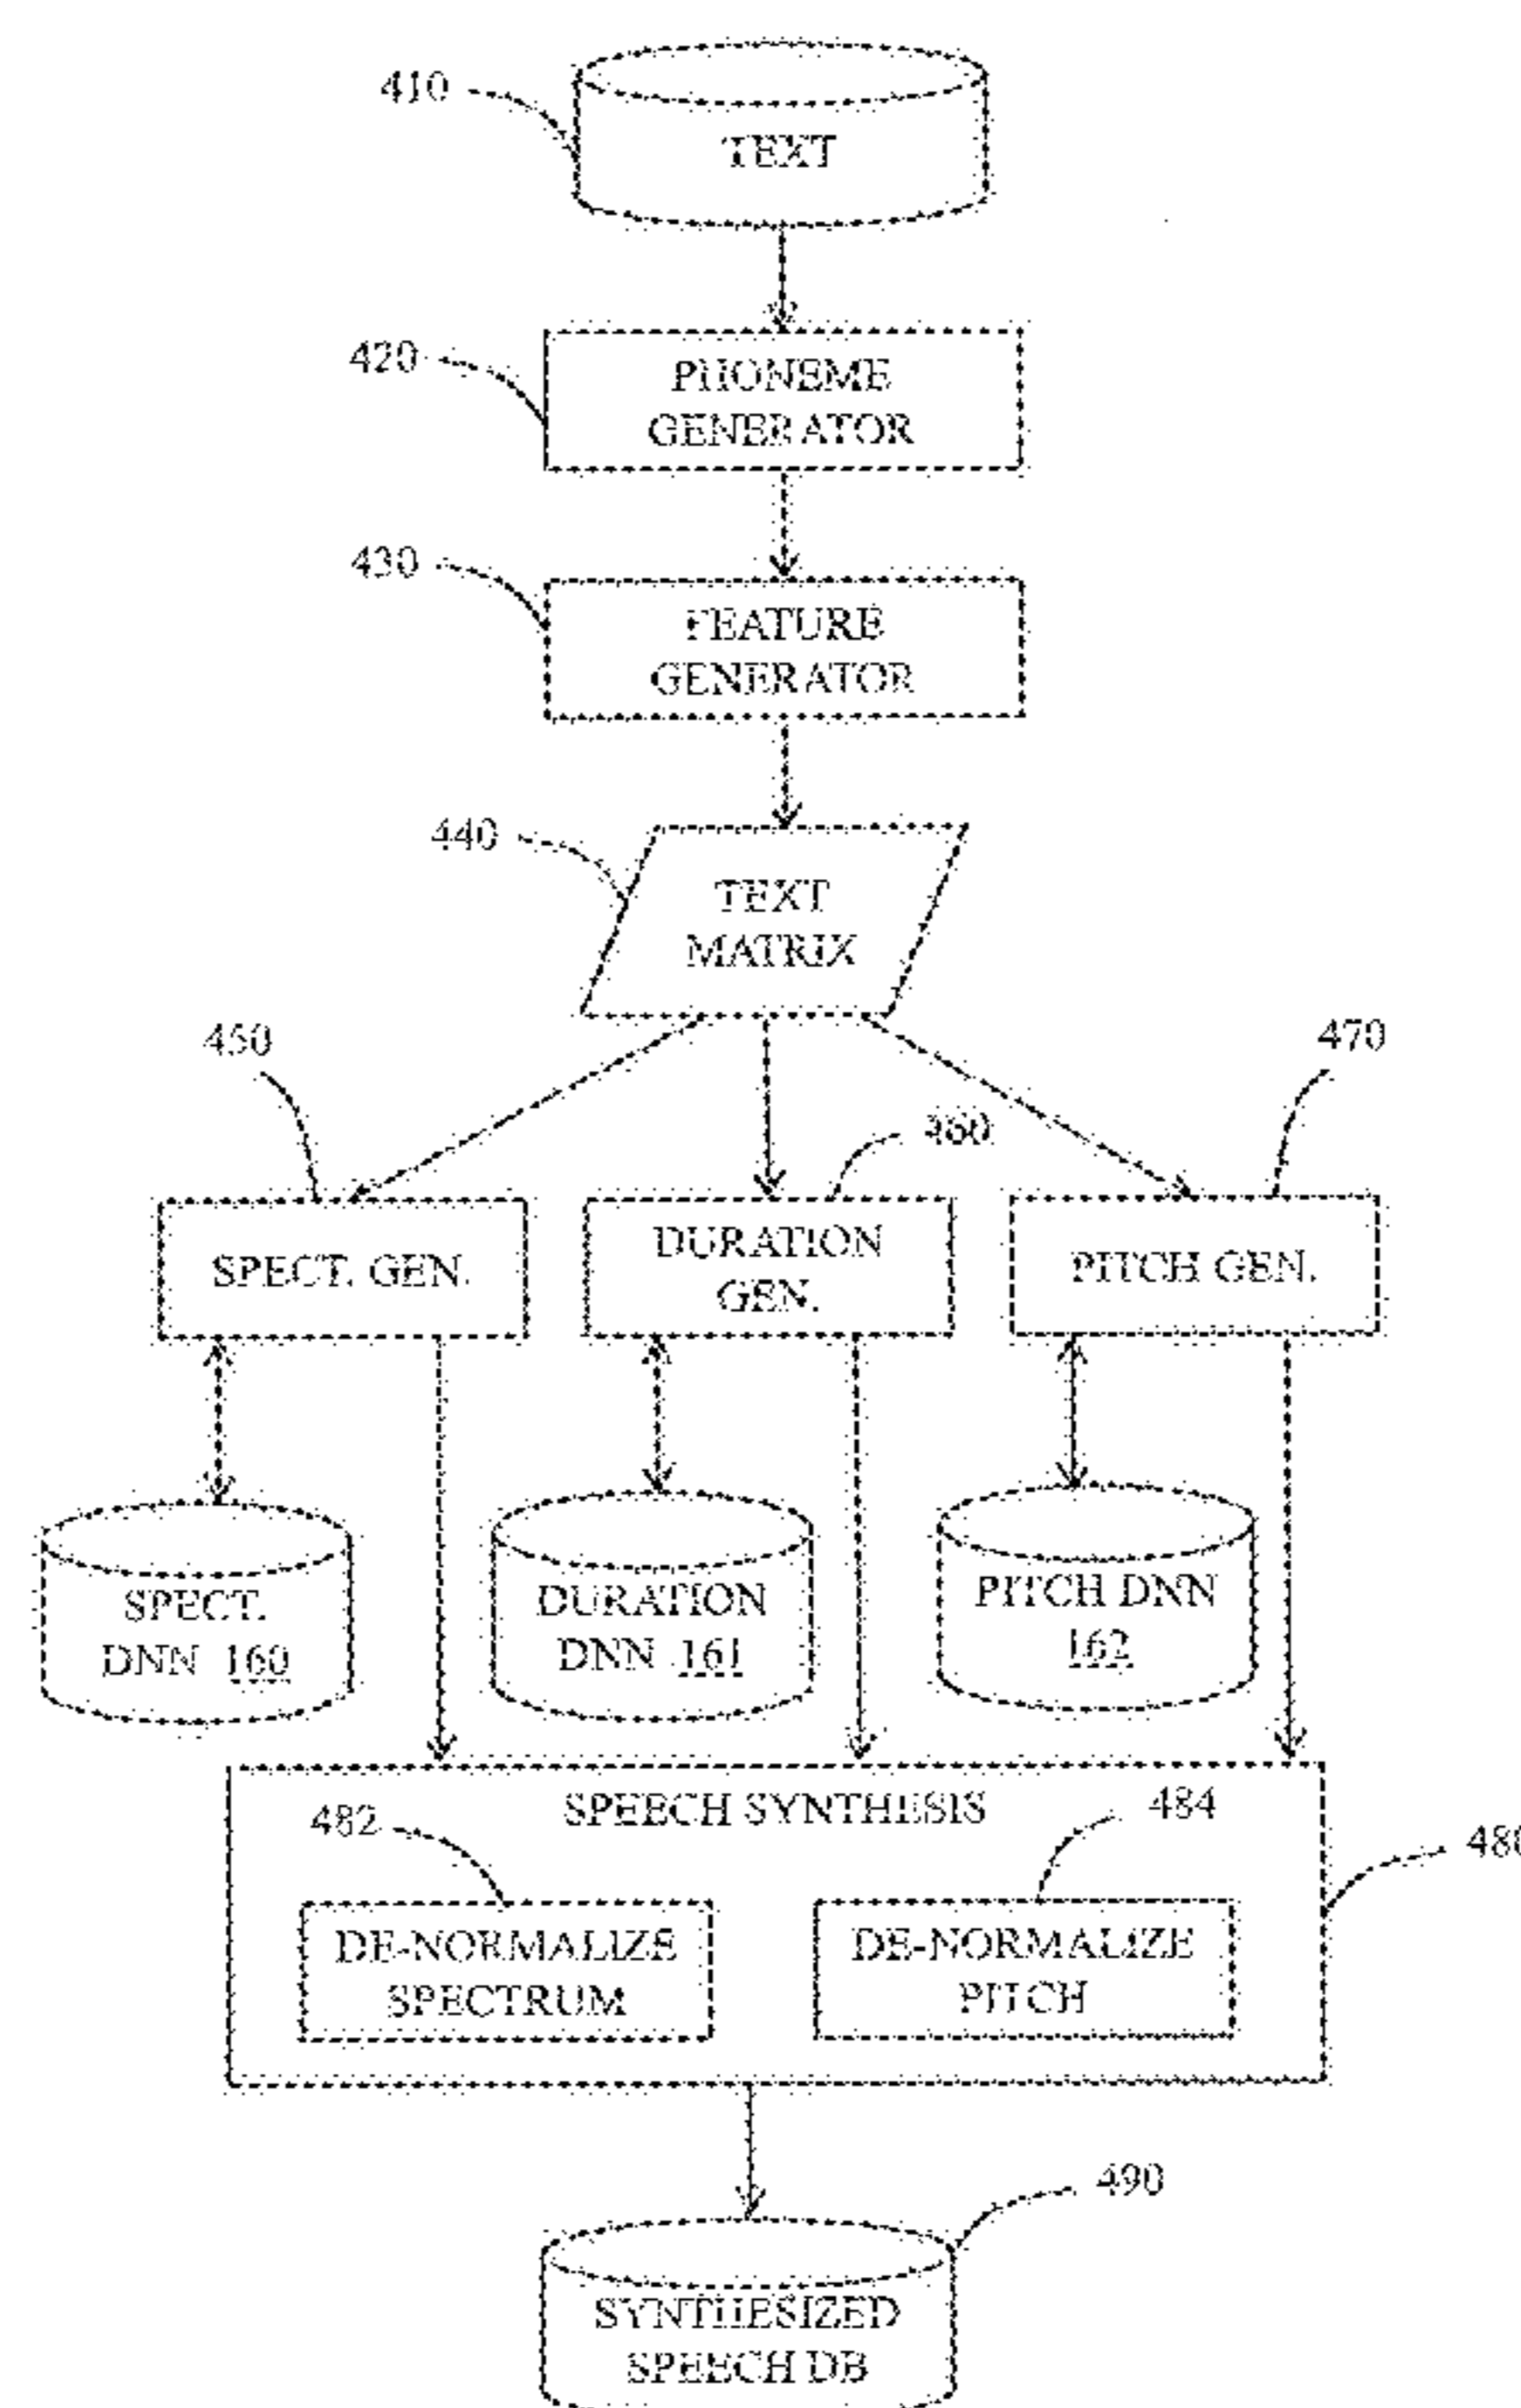 410
TEXT
420
PHONEME
GENERATOR
430
FEATURE
GENERATOR
440
TEXT
MATRIX
450
460
470
SPECT. GEN.
DURATION
GEN.
PITCH GEN.
SPECT.
DNN 160
DURATION
DNN 161
PITCH DNN
162
SPEECH SYNTHESIS
482
484
480
DE-NORMALIZE
SPECTRUM
DE-NORMALIZE
PITCH
490
SYNTHESIZED
SPEECH DB